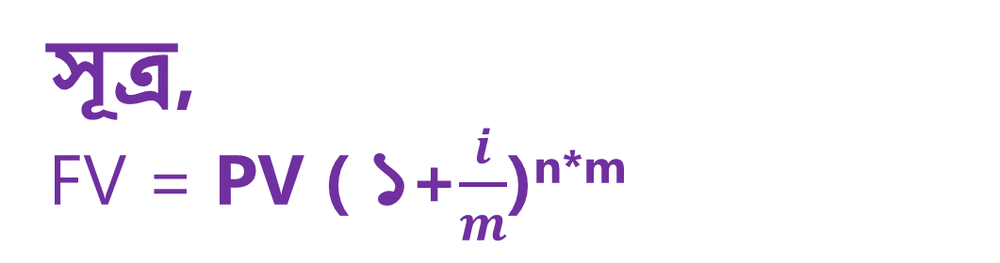 সূত্র,
FV = PV ( ১+i/m)^n*m